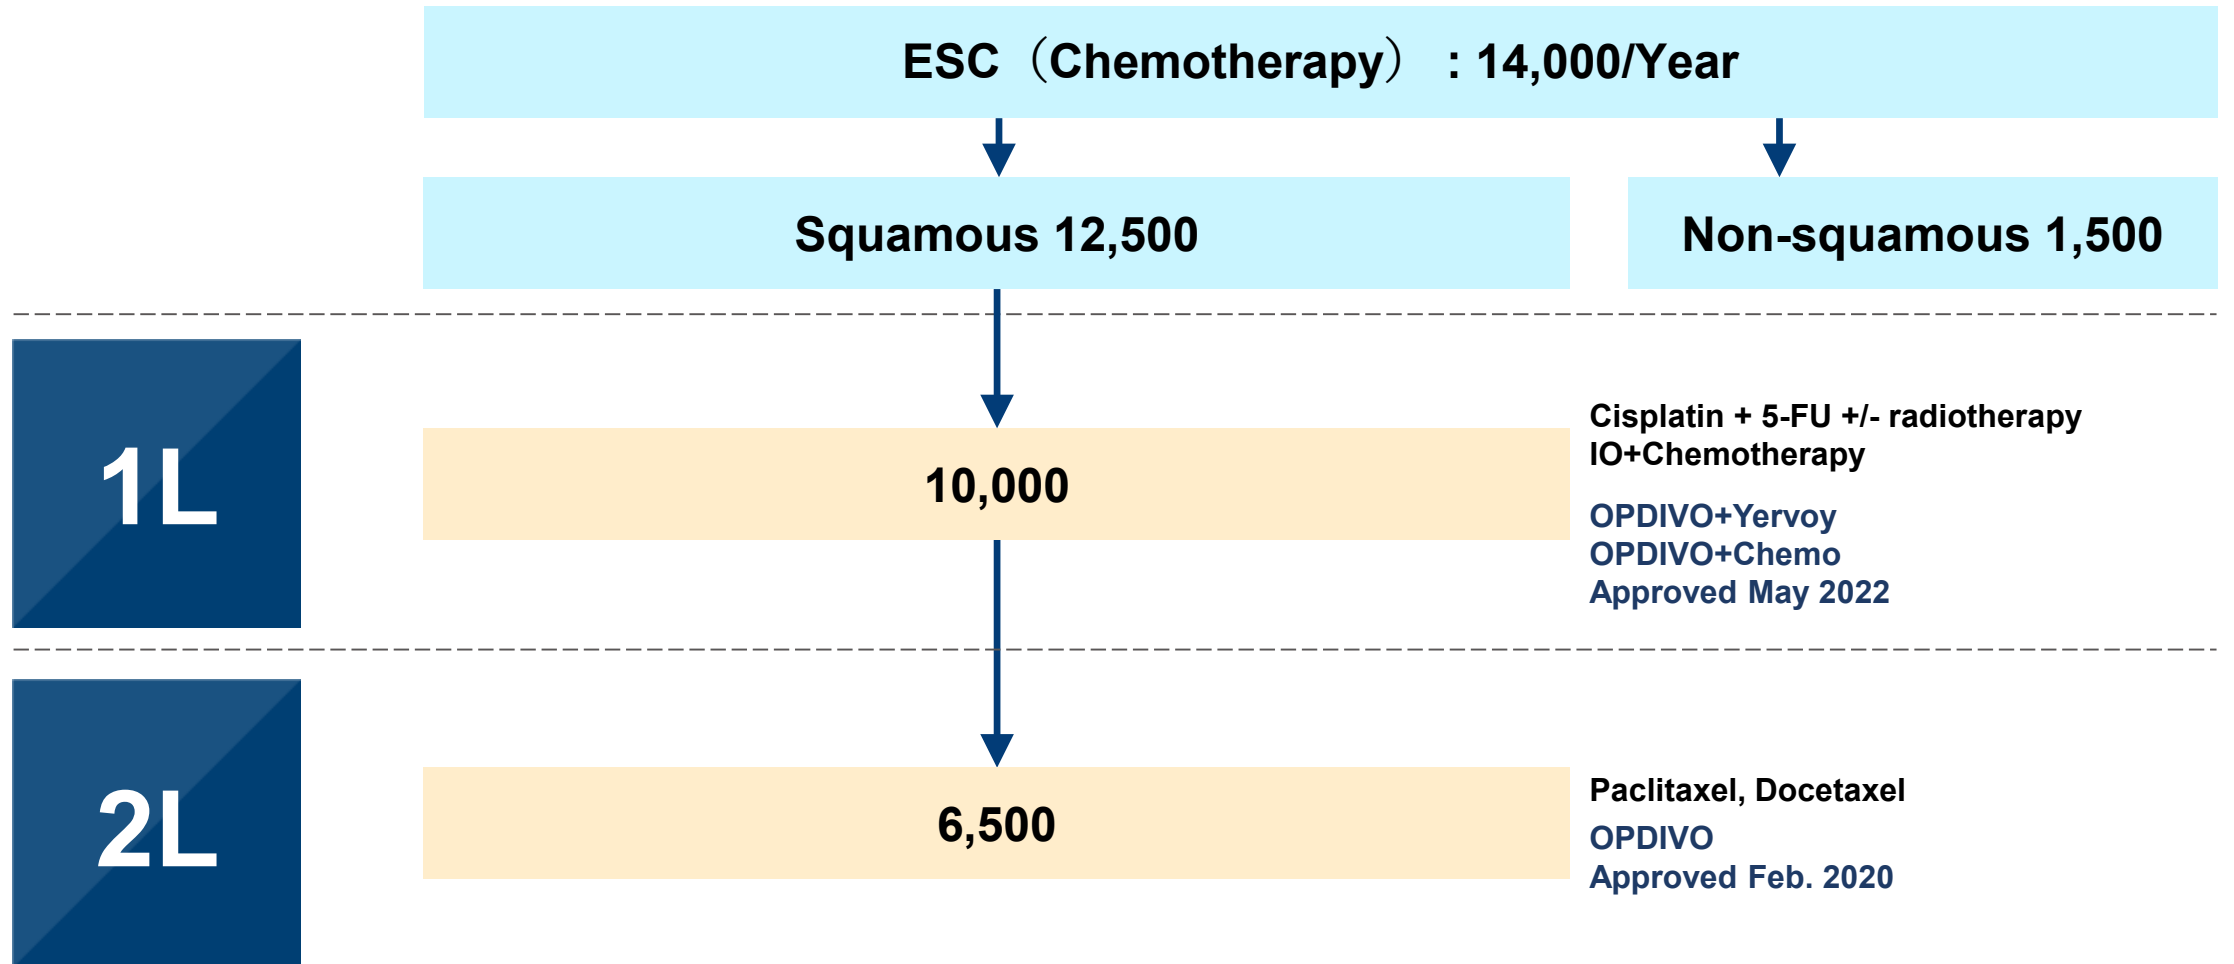 ESC（Chemotherapy） : 14,000/Year
Squamous 12,500
Non-squamous 1,500
1L
10,000
Cisplatin + 5-FU +/- radiotherapy
IO+Chemotherapy
OPDIVO+Yervoy
OPDIVO+Chemo
Approved May 2022
2L
6,500
Paclitaxel, Docetaxel
OPDIVO
Approved Feb. 2020